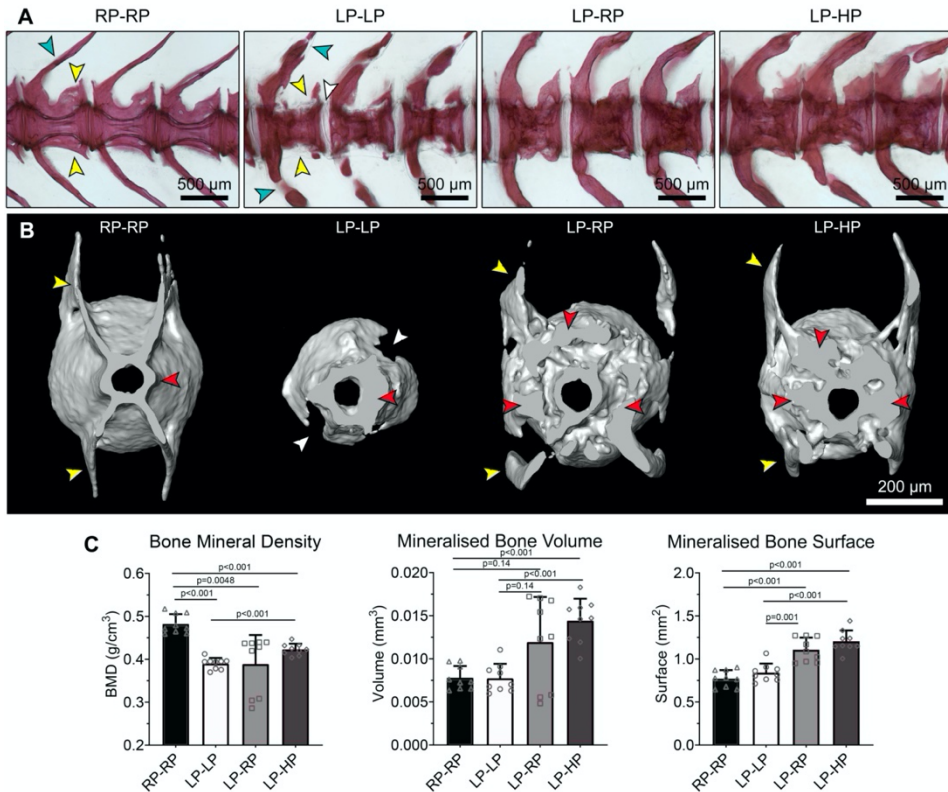 A
RP-RP LP-LP LP-RP LP-HP
500 µm 500 µm 500 µm 500 µm
B
RP-RP LP-LP LP-RP LP-HP
200 µm
C
Bone Mineral Density
p<0.001
p=0.0048
p<0.001
p<0.001
BMD (g/cm³)
0.6
0.5
0.4
0.3
0.2
RP-RP LP-LP LP-RP LP-HP
Mineralised Bone Volume
p<0.001
p=0.14
p<0.001
p=0.14
Volume (mm³)
0.020
0.015
0.010
0.005
0.000
RP-RP LP-LP LP-RP LP-HP
Mineralised Bone Surface
p<0.001
p<0.001
p<0.001
p=0.001
Surface (mm²)
2.0
1.5
1.0
0.5
0.0
RP-RP LP-LP LP-RP LP-HP